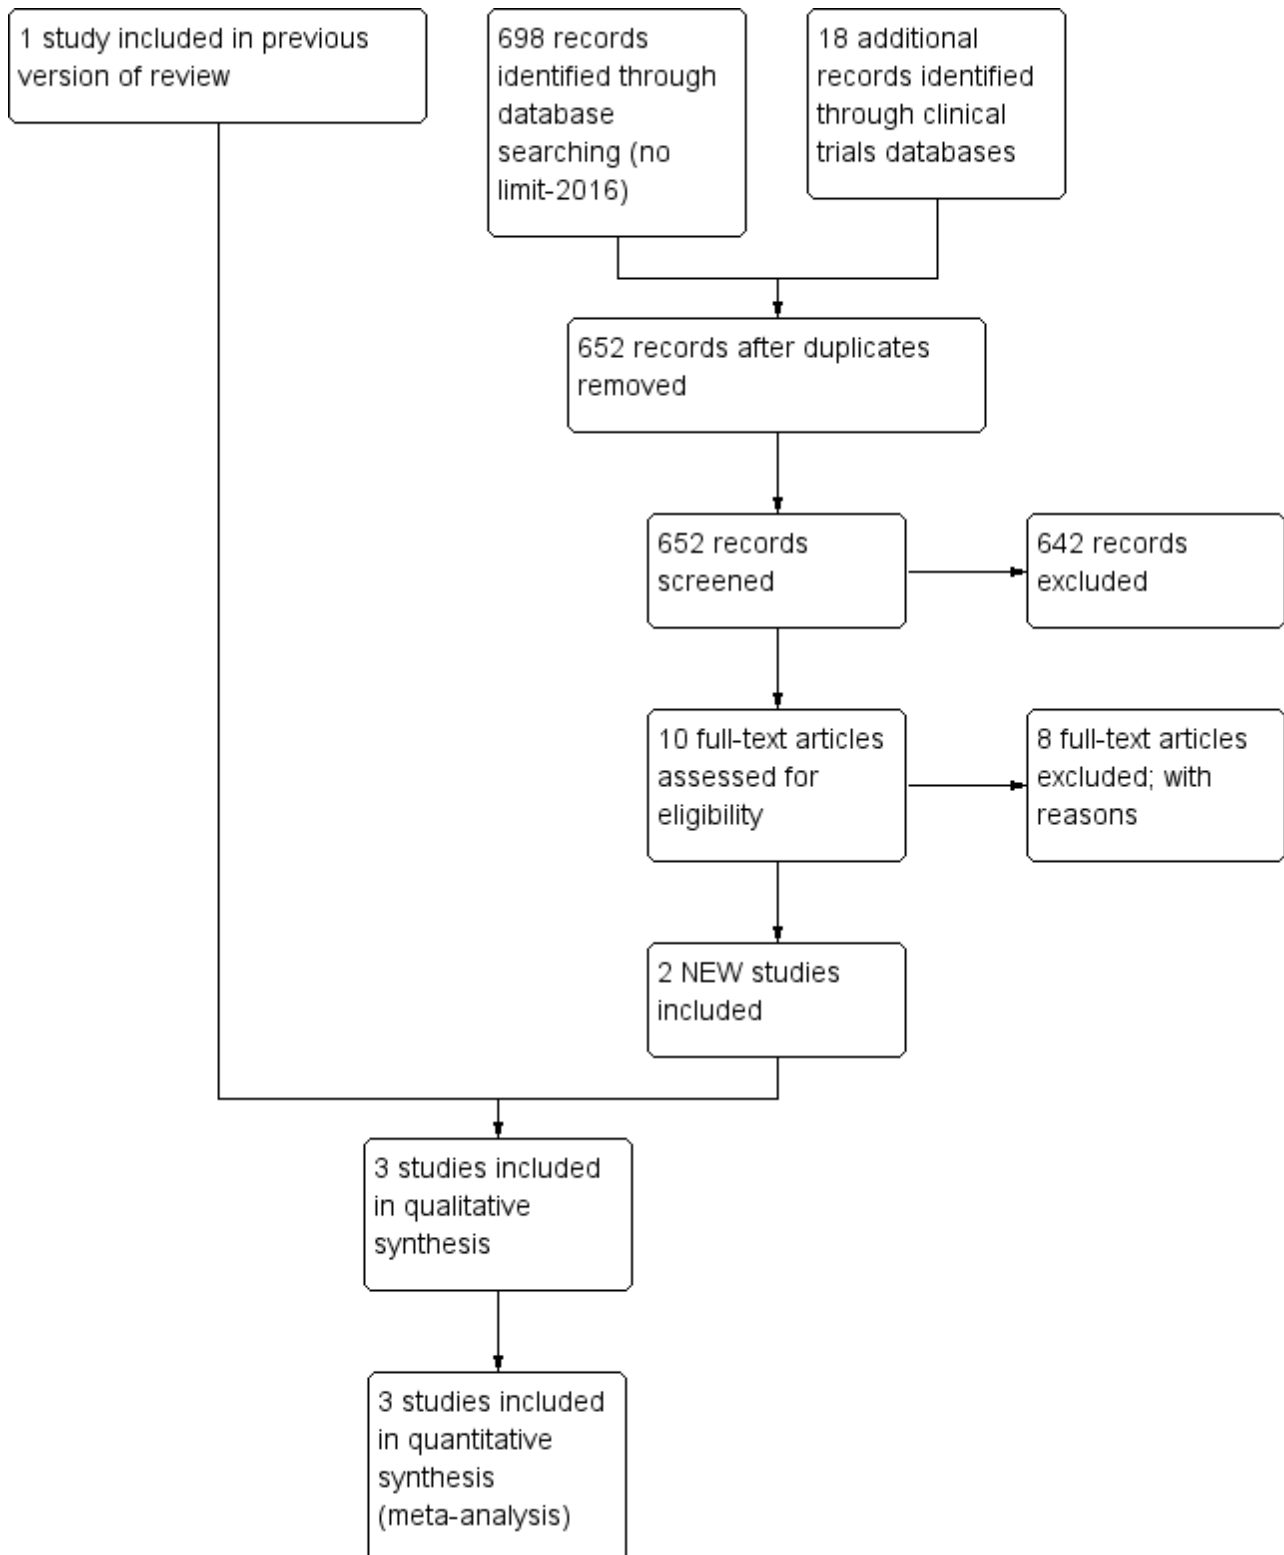 1 study included in previous
version of review
698 records
identified through
database
searching (no
limit-2016)
18 additional
records identified
through clinical
trials databases
652 records after duplicates
removed
652 records
screened
642 records
excluded
10 full-text articles
assessed for
eligibility
8 full-text articles
excluded; with
reasons
2 NEW studies
included
3 studies included
in qualitative
synthesis
3 studies included
in quantitative
synthesis
(meta-analysis)